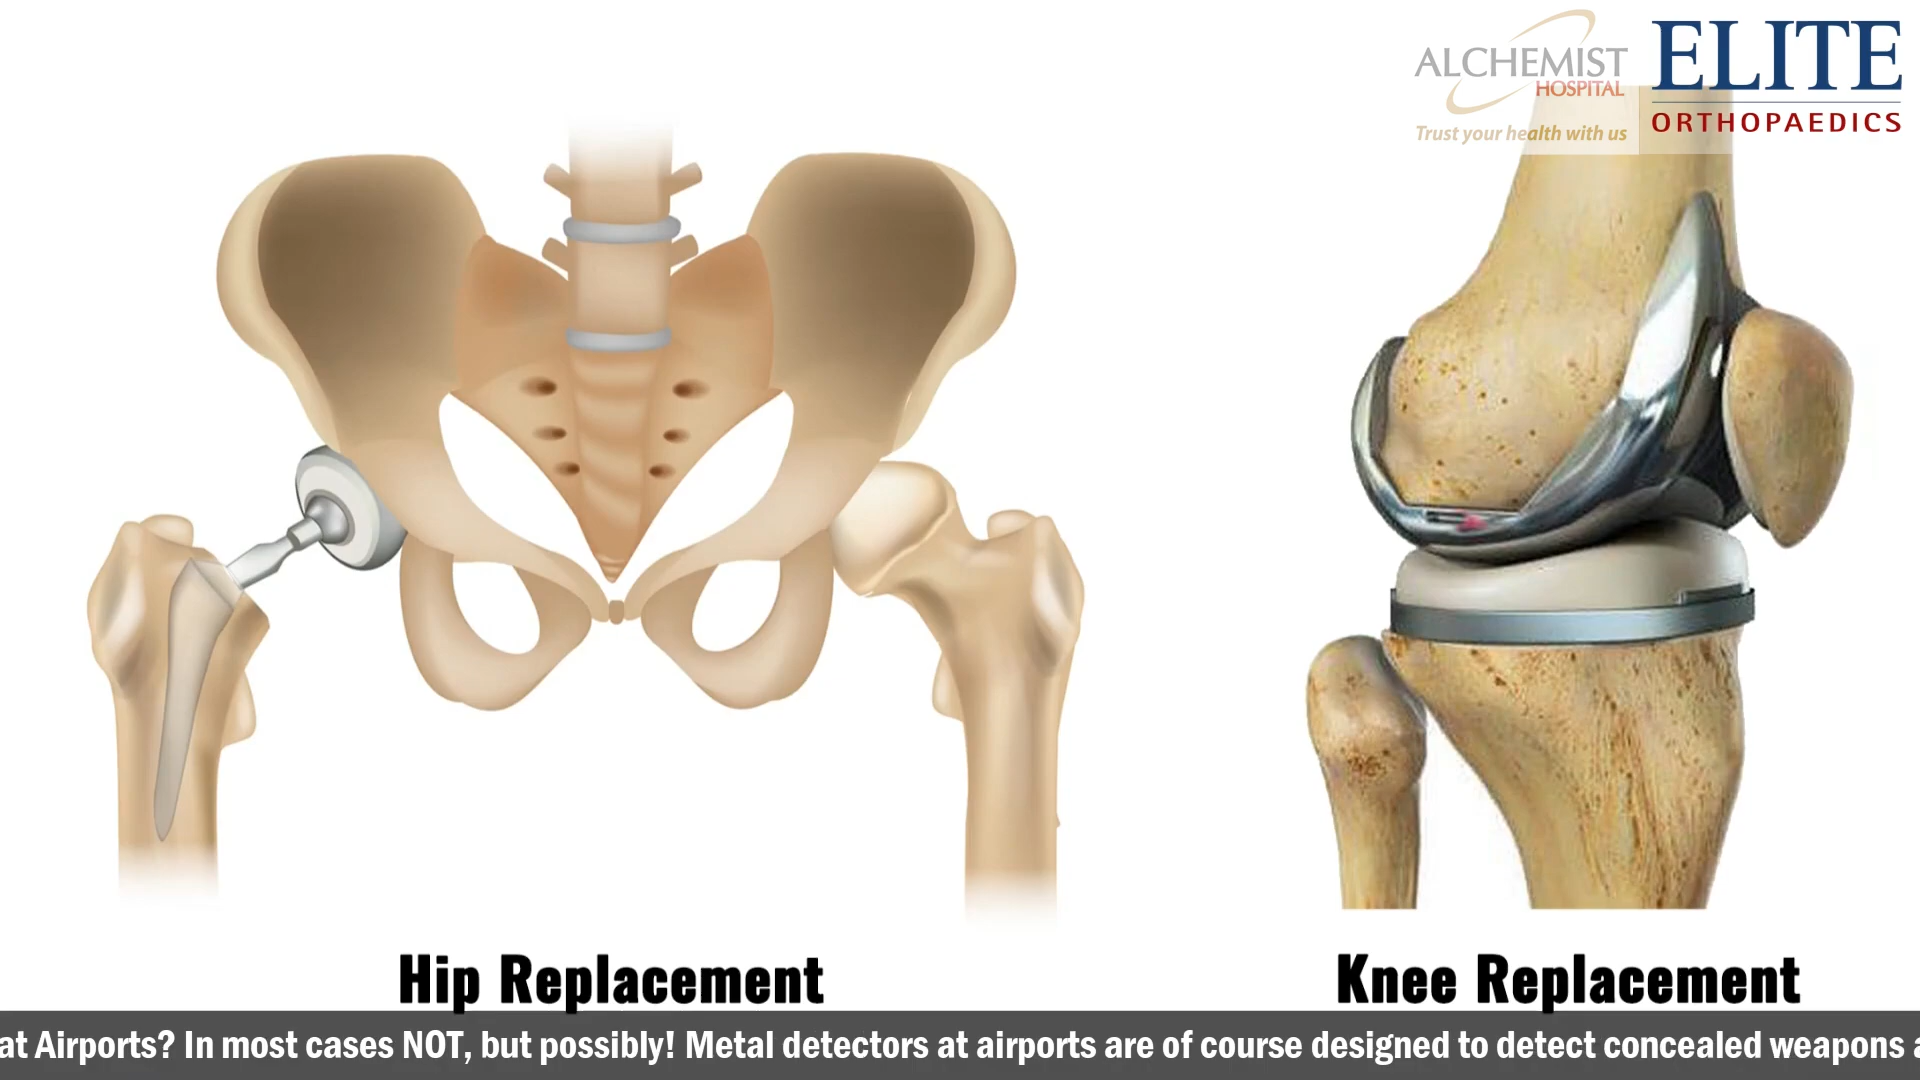 ALCHEMIST
HOSPITAL
Trust your health with us
ELITE
ORTHOPAEDICS
Hip Replacement
Knee Replacement
at Airports? In most cases NOT, but possibly! Metal detectors at airports are of course designed to detect concealed weapons a